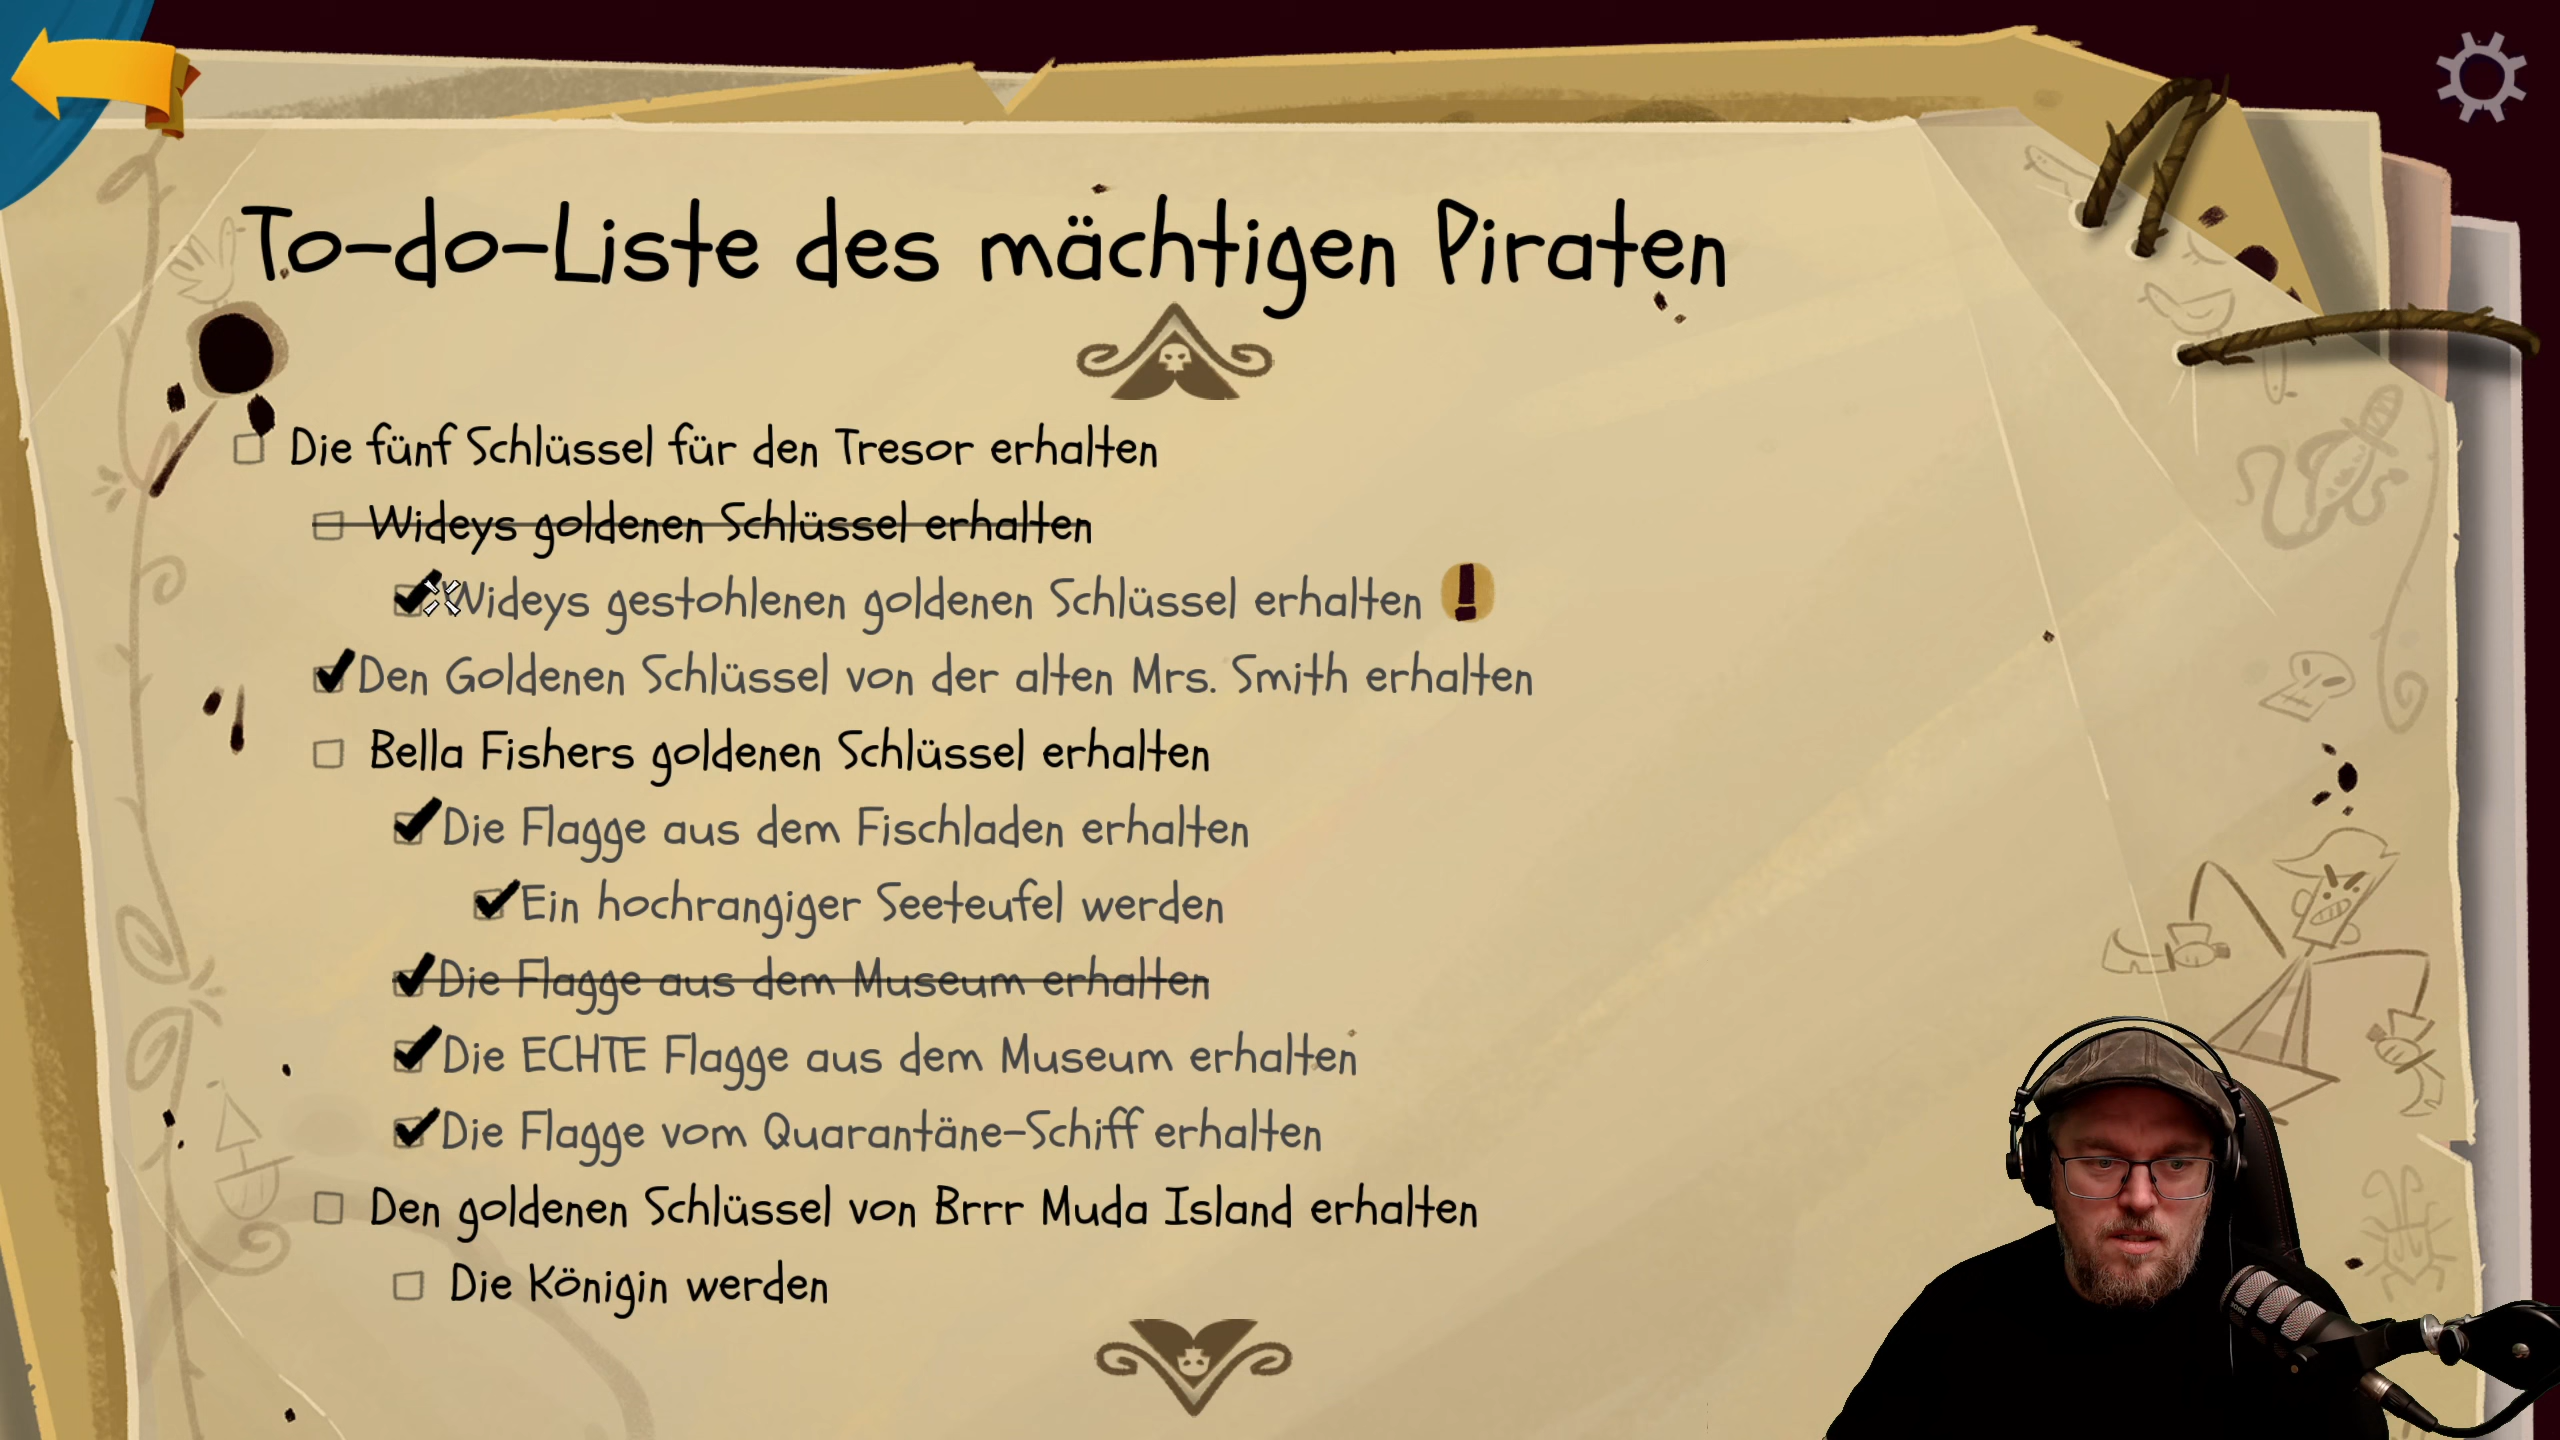 To-do-Liste des mächtigen Piraten
Die fünf Schlüssel für den Tresor erhalten
Wideys goldenen Schlüssel erhalten
Wideys gestohlenen goldenen Schlüssel erhalten !
Den Goldenen Schlüssel von der alten Mrs. Smith erhalten
Bella Fishers goldenen Schlüssel erhalten
Die Flagge aus dem Fischladen erhalten
Ein hochrangiger Seeteufel werden
Die Flagge aus dem Museum erhalten
Die ECHTE Flagge aus dem Museum erhalten
Die Flagge vom Quarantäne-Schiff erhalten
Den goldenen Schlüssel von Brrr Muda Island erhalten
Die Königin werden